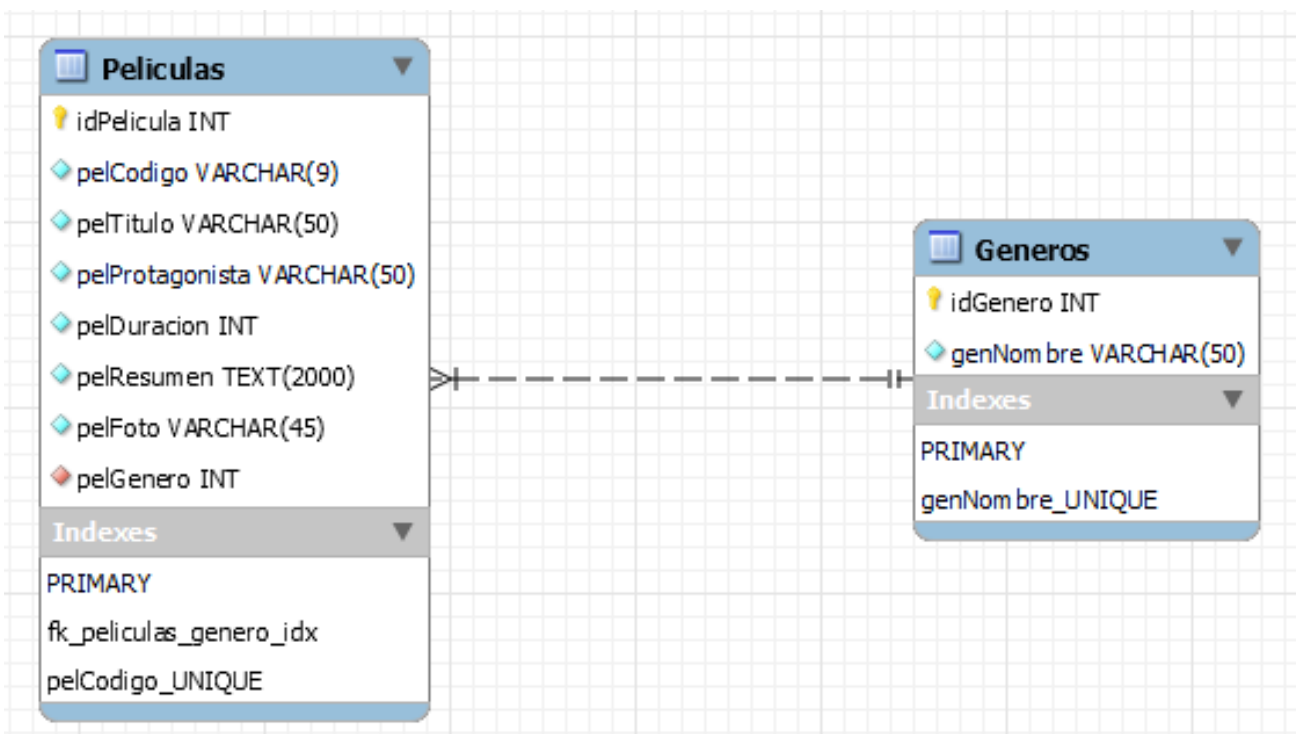 Peliculas
idPelicula INT
pelCodigo VARCHAR(9)
pelTitulo VARCHAR(50)
pelProtagonista VARCHAR(50)
pelDuracion INT
pelResumen TEXT(2000)
pelFoto VARCHAR(45)
pelGenero INT
Indexes
PRIMARY
fk_peliculas_genero_idx
pelCodigo_UNIQUE
Generos
idGenero INT
genNombre VARCHAR(50)
Indexes
PRIMARY
genNombre_UNIQUE